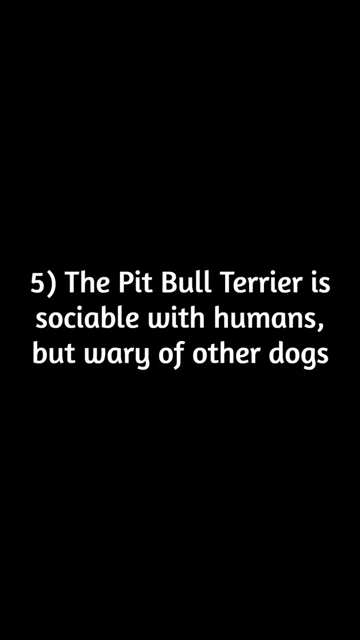 5) The Pit Bull Terrier is
sociable with humans,
but wary of other dogs